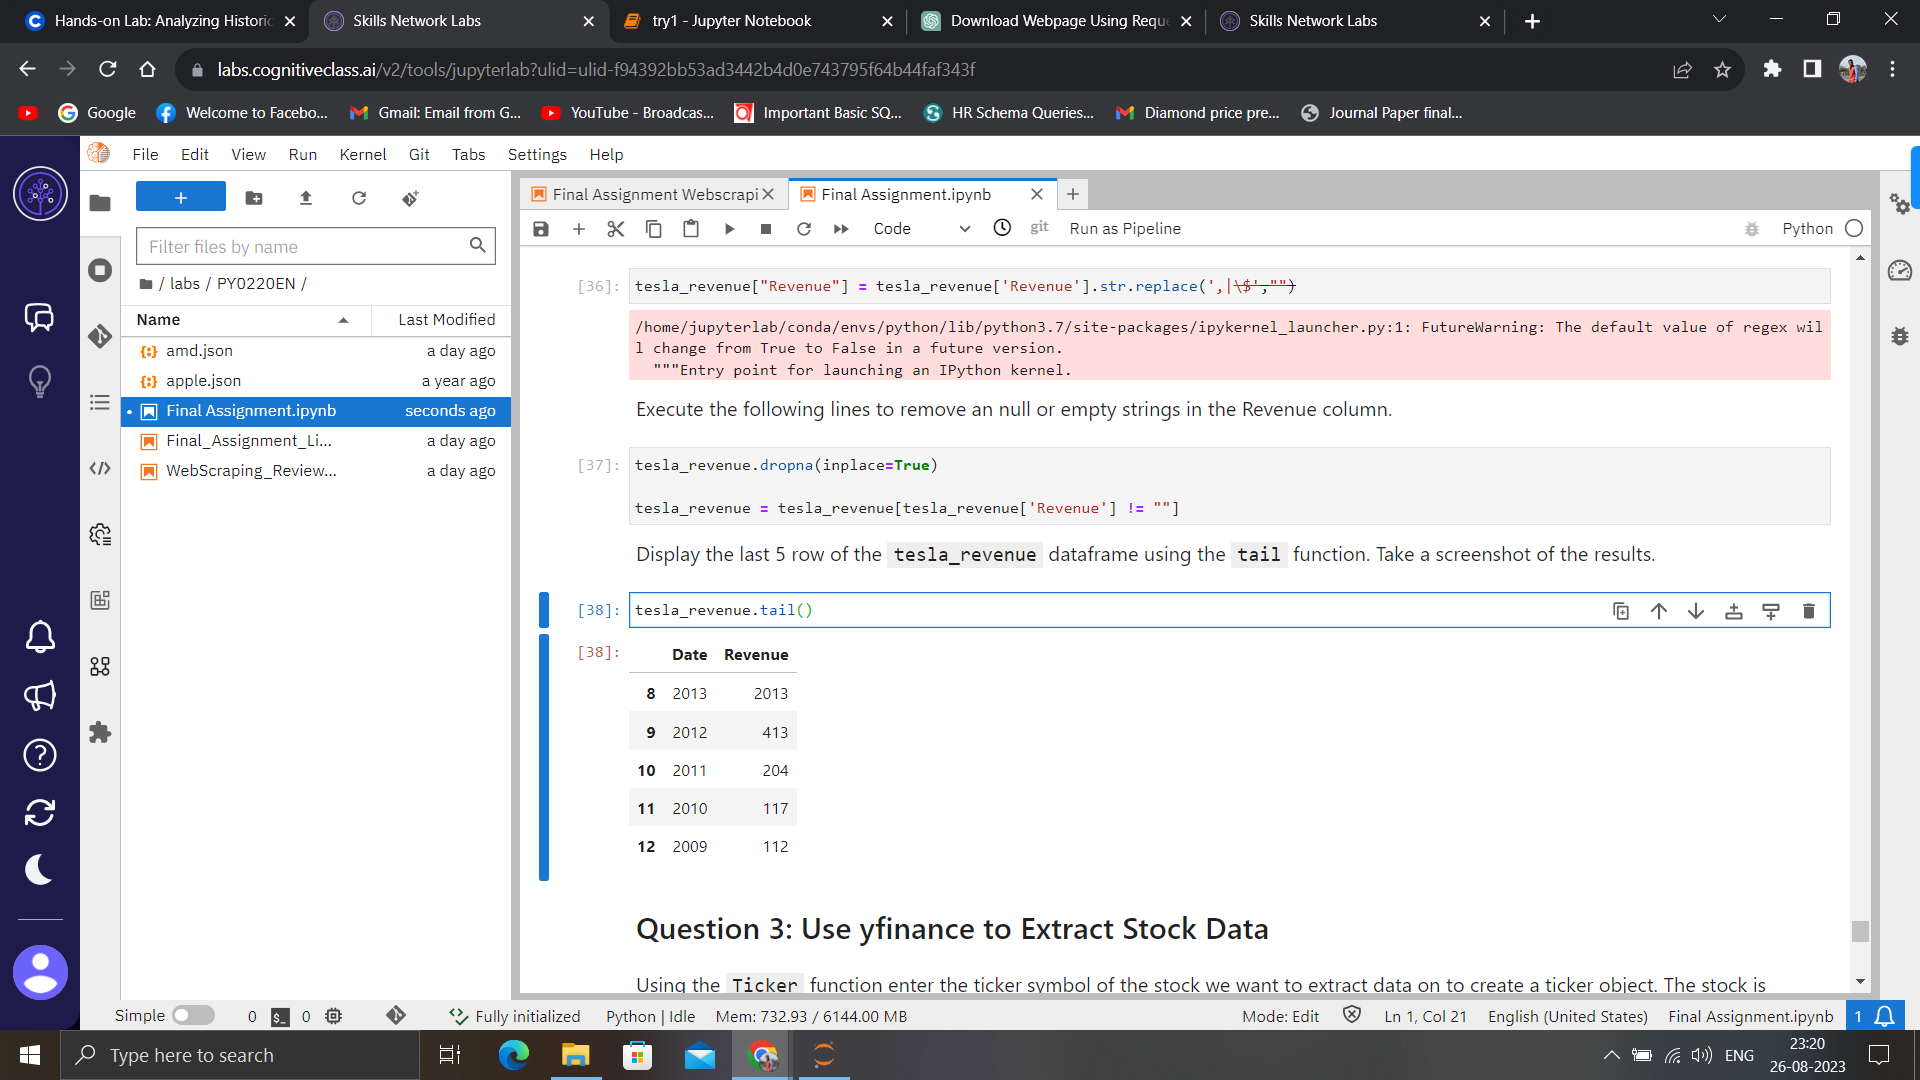 Hands-on Lab: Analyzing Historic
Skills Network Labs
try1 - Jupyter Notebook
Download Webpage Using Reque
Skills Network Labs
labs.cognitiveclass.ai/v2/tools/jupyterlab?ulid=ulid-f94392bb53ad3442b4d0e743795f64b44faf343f
Google
Welcome to Facebo...
Gmail: Email from G...
YouTube - Broadcas...
Important Basic SQ...
HR Schema Queries...
Diamond price pre...
Journal Paper final...
File Edit View Run Kernel Git Tabs Settings Help
Filter files by name
/ labs / PY0220EN /
Name Last Modified
amd.json a day ago
apple.json a year ago
Final Assignment.ipynb seconds ago
Final_Assignment_Li... a day ago
WebScraping_Review... a day ago
Final Assignment Webscrapi
Final Assignment.ipynb
Code
git
Run as Pipeline
Python
[36]: tesla_revenue["Revenue"] = tesla_revenue['Revenue'].str.replace(',|\$',"")
/home/jupyterlab/conda/envs/python/lib/python3.7/site-packages/ipykernel_launcher.py:1: FutureWarning: The default value of regex wil
l change from True to False in a future version.
"""Entry point for launching an IPython kernel.
Execute the following lines to remove an null or empty strings in the Revenue column.
[37]: tesla_revenue.dropna(inplace=True)
tesla_revenue = tesla_revenue[tesla_revenue['Revenue'] != ""]
Display the last 5 row of the tesla_revenue dataframe using the tail function. Take a screenshot of the results.
[38]: tesla_revenue.tail()
[38]: Date Revenue
8 2013 2013
9 2012 413
10 2011 204
11 2010 117
12 2009 112
Question 3: Use yfinance to Extract Stock Data
Using the Ticker function enter the ticker symbol of the stock we want to extract data on to create a ticker object. The stock is
Simple 0 $_ 0 Fully initialized Python | Idle Mem: 732.93 / 6144.00 MB Mode: Edit Ln 1, Col 21 English (United States) Final Assignment.ipynb 1
Type here to search
ENG
23:20
26-08-2023